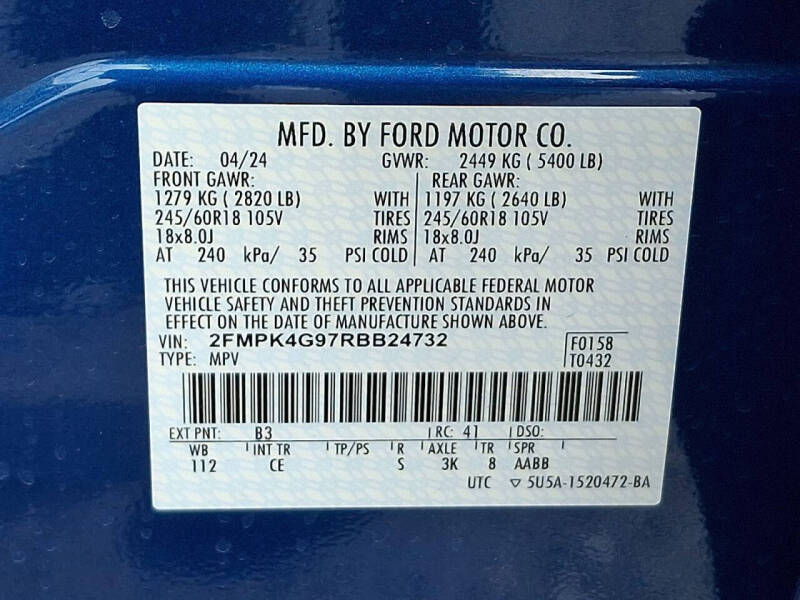 MFD. BY FORD MOTOR CO.
DATE: 04/24 GVWR: 2449 KG ( 5400 LB)
FRONT GAWR: REAR GAWR:
1279 KG ( 2820 LB) WITH 1197 KG ( 2640 LB) WITH
245/60R18 105V TIRES 245/60R18 105V TIRES
18x8.0J RIMS 18x8.0J RIMS
AT 240 kPa/ 35 PSI COLD AT 240 kPa/ 35 PSI COLD
THIS VEHICLE CONFORMS TO ALL APPLICABLE FEDERAL MOTOR
VEHICLE SAFETY AND THEFT PREVENTION STANDARDS IN
EFFECT ON THE DATE OF MANUFACTURE SHOWN ABOVE.
VIN: 2FMPK4G97RBB24732 F0158
TYPE: MPV T0432
EXT PNT: B3 RC: 41 DSO:
WB INT TR TP/PS R AXLE TR SPR
112 CE S 3K 8 AABB
UTC ▽ 5U5A-1520472-BA